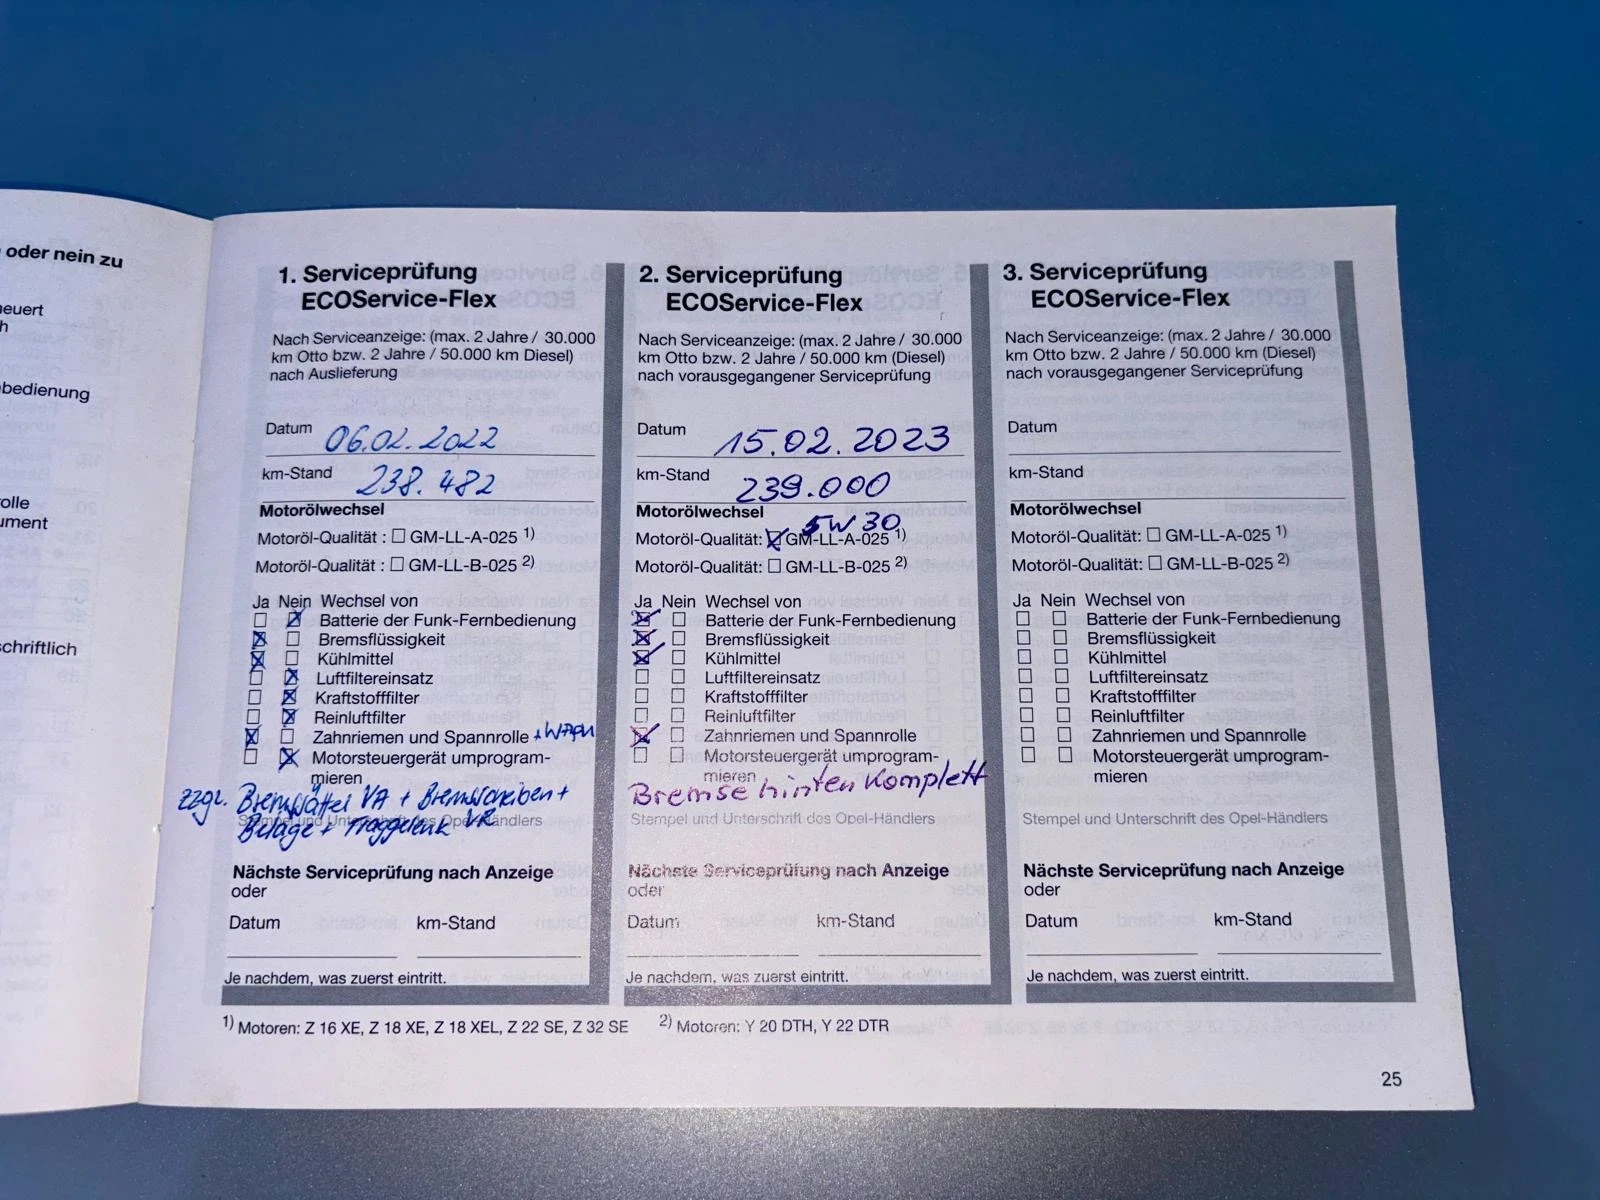 oder nein zu
neuert
h
bedienung
olle
ument
chriftlich
1. Serviceprüfung
ECOService-Flex
Nach Serviceanzeige: (max. 2 Jahre / 30.000
km Otto bzw. 2 Jahre / 50.000 km Diesel)
nach Auslieferung
Datum 06.02.2022
km-Stand 238.482
Motorölwechsel
Motoröl-Qualität : ☐ GM-LL-A-025 1)
Motoröl-Qualität : ☐ GM-LL-B-025 2)
Ja Nein Wechsel von
☐ ☒ Batterie der Funk-Fernbedienung
☒ ☐ Bremsflüssigkeit
☒ ☐ Kühlmittel
☐ ☒ Luftfiltereinsatz
☐ ☒ Kraftstofffilter
☐ ☒ Reinluftfilter
☒ ☐ Zahnriemen und Spannrolle + WAPU
☐ ☒ Motorsteuergerät umprogram-
mieren
zzgl. VA + Bremsscheiben +
Beläge + Traggelenk VR
Stempel und Unterschrift des Opel-Händlers
Nächste Serviceprüfung nach Anzeige
oder
Datum km-Stand
Je nachdem, was zuerst eintritt.
2. Serviceprüfung
ECOService-Flex
Nach Serviceanzeige: (max. 2 Jahre / 30.000
km Otto bzw. 2 Jahre / 50.000 km (Diesel)
nach vorausgegangener Serviceprüfung
Datum 15.02.2023
km-Stand 239.000
Motorölwechsel
5W30
Motoröl-Qualität: ☒ GM-LL-A-025 1)
Motoröl-Qualität: ☐ GM-LL-B-025 2)
Ja Nein Wechsel von
☒ ☐ Batterie der Funk-Fernbedienung
☒ ☐ Bremsflüssigkeit
☒ ☐ Kühlmittel
☐ ☐ Luftfiltereinsatz
☐ ☐ Kraftstofffilter
☐ ☐ Reinluftfilter
☒ ☐ Zahnriemen und Spannrolle
☐ ☐ Motorsteuergerät umprogram-
mieren
Bremse hinten Komplett
Stempel und Unterschrift des Opel-Händlers
Nächste Serviceprüfung nach Anzeige
oder
Datum km-Stand
Je nachdem, was zuerst eintritt.
3. Serviceprüfung
ECOService-Flex
Nach Serviceanzeige: (max. 2 Jahre / 30.000
km Otto bzw. 2 Jahre / 50.000 km (Diesel)
nach vorausgegangener Serviceprüfung
Datum
km-Stand
Motorölwechsel
Motoröl-Qualität: ☐ GM-LL-A-025 1)
Motoröl-Qualität: ☐ GM-LL-B-025 2)
Ja Nein Wechsel von
☐ ☐ Batterie der Funk-Fernbedienung
☐ ☐ Bremsflüssigkeit
☐ ☐ Kühlmittel
☐ ☐ Luftfiltereinsatz
☐ ☐ Kraftstofffilter
☐ ☐ Reinluftfilter
☐ ☐ Zahnriemen und Spannrolle
☐ ☐ Motorsteuergerät umprogram-
mieren
Stempel und Unterschrift des Opel-Händlers
Nächste Serviceprüfung nach Anzeige
oder
Datum km-Stand
Je nachdem, was zuerst eintritt.
1) Motoren: Z 16 XE, Z 18 XE, Z 18 XEL, Z 22 SE, Z 32 SE 2) Motoren: Y 20 DTH, Y 22 DTR
25